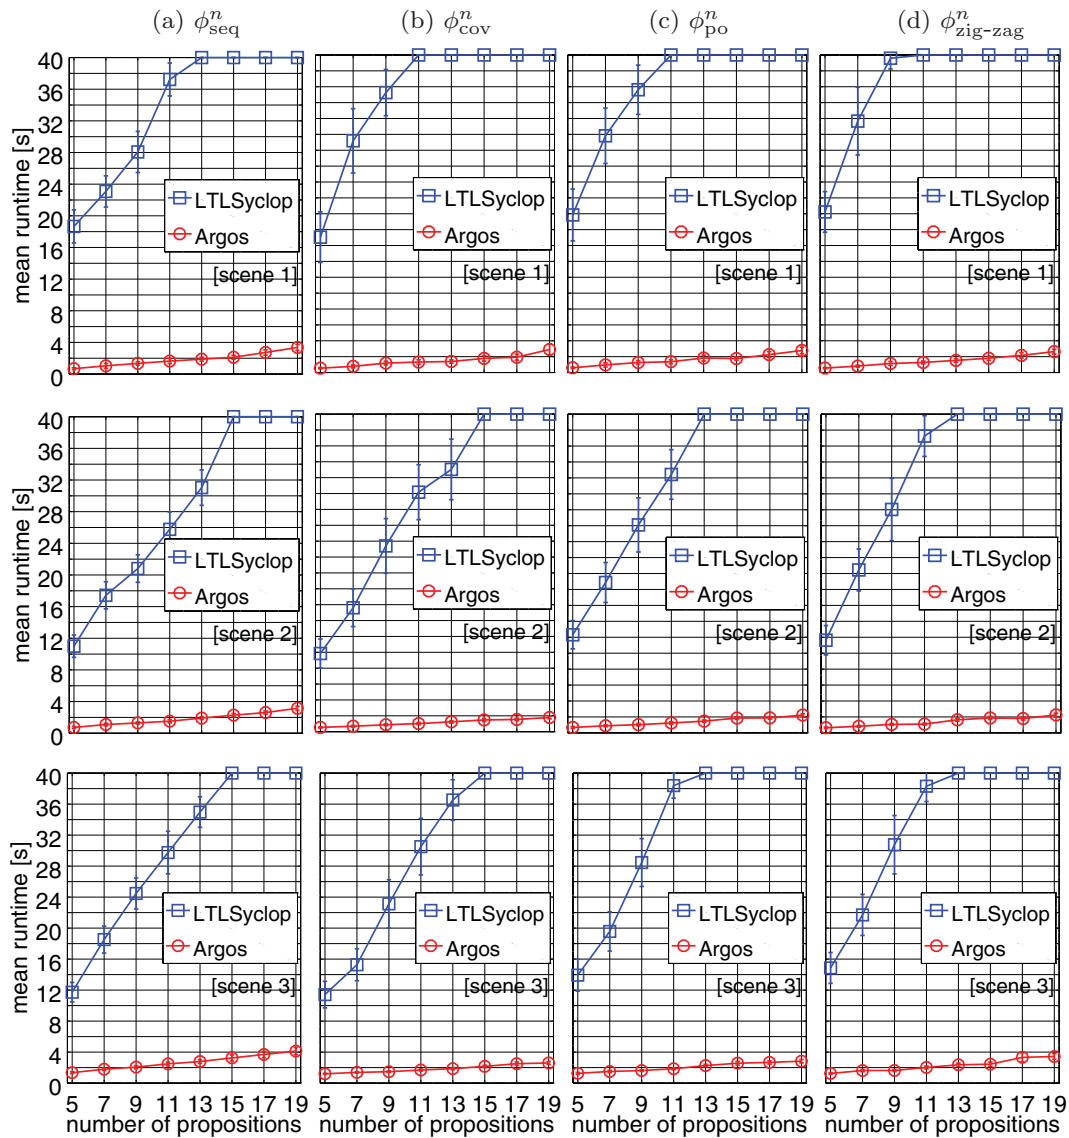 (a) ϕⁿseq (b) ϕⁿcov (c) ϕⁿpo (d) ϕⁿzig-zag
mean runtime [s]
40
36
32
28
24
20
16
12
8
4
0
LTLSyclop
Argos
[scene 1]
LTLSyclop
Argos
[scene 1]
LTLSyclop
Argos
[scene 1]
LTLSyclop
Argos
[scene 1]
mean runtime [s]
40
36
32
28
24
20
16
12
8
4
0
LTLSyclop
Argos
[scene 2]
LTLSyclop
Argos
[scene 2]
LTLSyclop
Argos
[scene 2]
LTLSyclop
Argos
[scene 2]
mean runtime [s]
40
36
32
28
24
20
16
12
8
4
0
LTLSyclop
Argos
[scene 3]
LTLSyclop
Argos
[scene 3]
LTLSyclop
Argos
[scene 3]
LTLSyclop
Argos
[scene 3]
5 7 9 11 13 15 17 19 5 7 9 11 13 15 17 19 5 7 9 11 13 15 17 19 5 7 9 11 13 15 17 19
number of propositions number of propositions number of propositions number of propositions